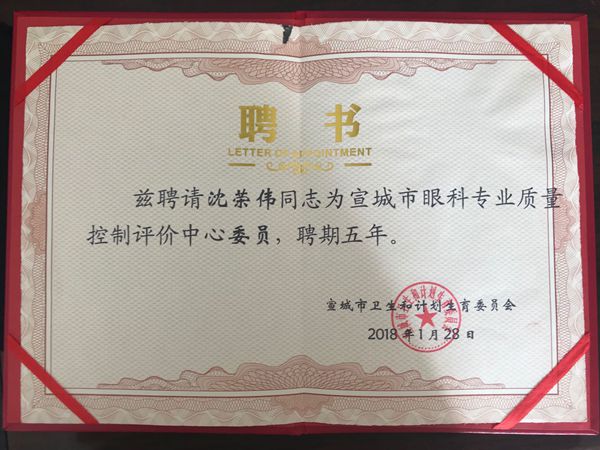 聘书
LETTER OF APPOINTMENT
兹聘请沈荣伟同志为宣城市眼科专业质量
控制评价中心委员，聘期五年。
宣城市卫生和计划生育委员会
2018年1月28日